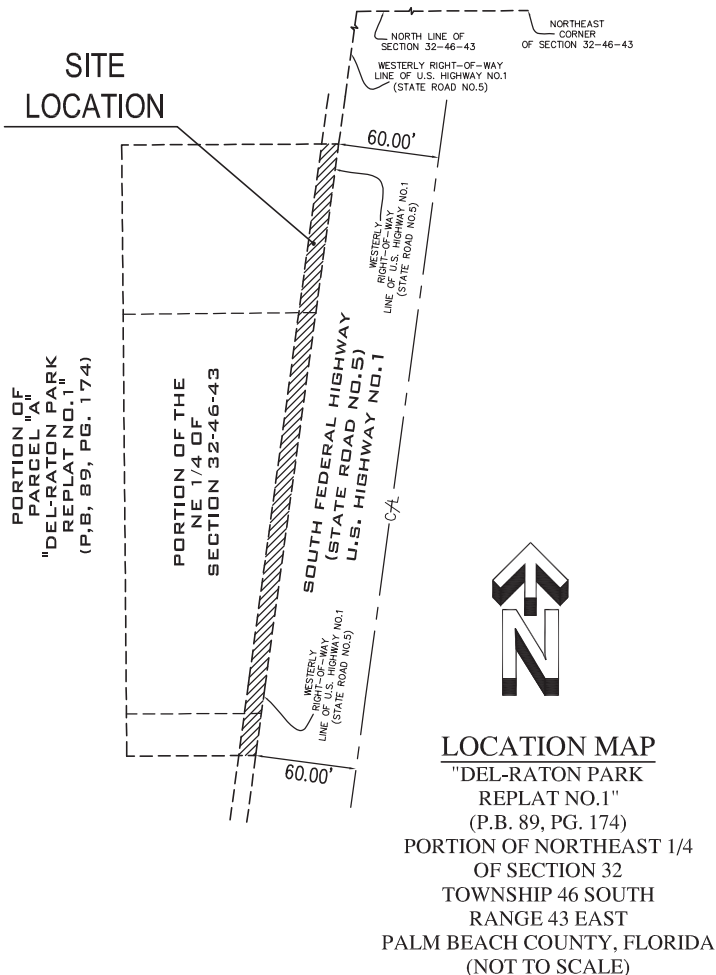 NORTH LINE OF
SECTION 32-46-43
NORTHEAST
CORNER
OF SECTION 32-46-43
WESTERLY RIGHT-OF-WAY
LINE OF U.S. HIGHWAY NO.1
(STATE ROAD NO.5)
SITE
LOCATION
60.00'
WESTERLY
RIGHT-OF-WAY
LINE OF U.S. HIGHWAY NO.1
(STATE ROAD NO.5)
PORTION OF
PARCEL "A"
"DEL-RATON PARK
REPLAT NO.1"
(P,B, 89, PG. 174)
PORTION OF THE
NE 1/4 OF
SECTION 32-46-43
SOUTH FEDERAL HIGHWAY
(STATE ROAD NO.5)
U.S. HIGHWAY NO.1
C/L
WESTERLY
RIGHT-OF-WAY
LINE OF U.S. HIGHWAY NO.1
(STATE ROAD NO.5)
60.00'
N
LOCATION MAP
"DEL-RATON PARK
REPLAT NO.1"
(P.B. 89, PG. 174)
PORTION OF NORTHEAST 1/4
OF SECTION 32
TOWNSHIP 46 SOUTH
RANGE 43 EAST
PALM BEACH COUNTY, FLORIDA
(NOT TO SCALE)